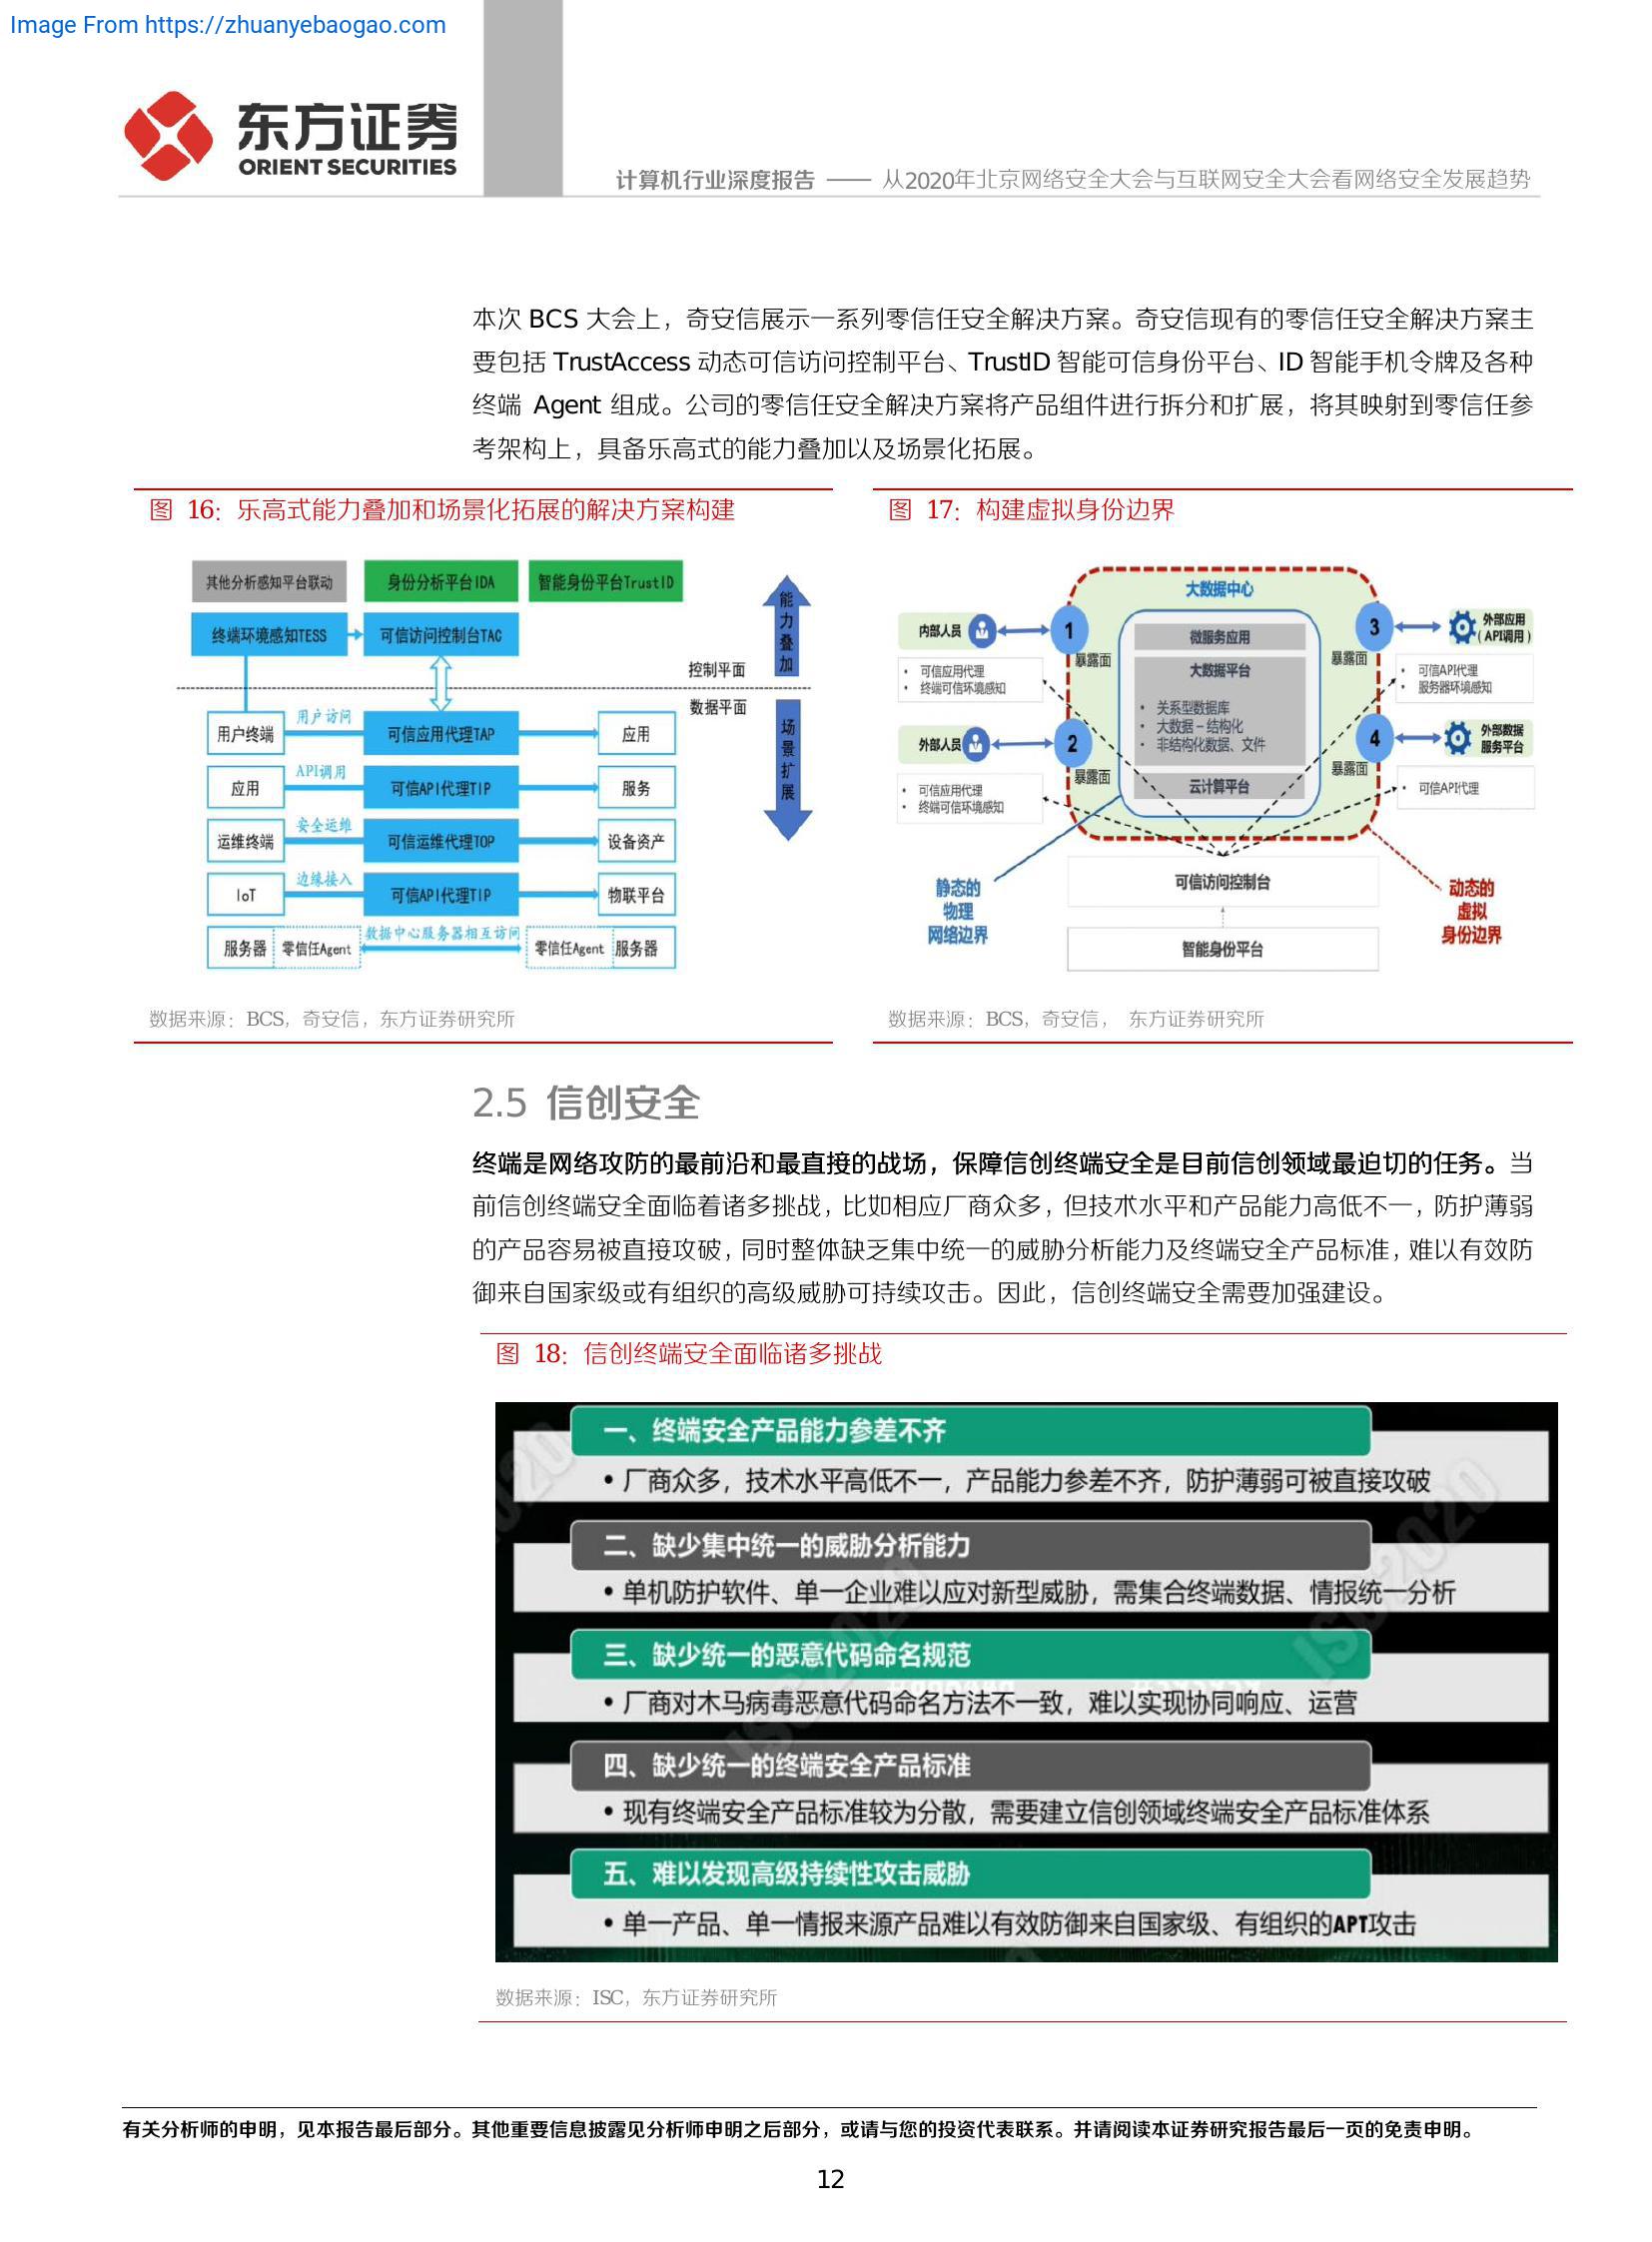 Image From https://zhuanyebaogao.com
东方证券
ORIENT SECURITIES
计算机行业深度报告 —— 从2020年北京网络安全大会与互联网安全大会看网络安全发展趋势
本次 BCS 大会上，奇安信展示一系列零信任安全解决方案。奇安信现有的零信任安全解决方案主
要包括 TrustAccess 动态可信访问控制平台、TrustID 智能可信身份平台、ID 智能手机令牌及各种
终端 Agent 组成。公司的零信任安全解决方案将产品组件进行拆分和扩展，将其映射到零信任参
考架构上，具备乐高式的能力叠加以及场景化拓展。
图 16：乐高式能力叠加和场景化拓展的解决方案构建
其他分析感知平台联动
身份分析平台IDA
智能身份平台TrustID
终端环境感知TESS
可信访问控制台TAC
能力叠加
控制平面
数据平面
场景扩展
用户终端
用户访问
可信应用代理TAP
应用
应用
API调用
可信API代理TIP
服务
运维终端
安全运维
可信运维代理TOP
设备资产
IoT
边缘接入
可信API代理TIP
物联平台
服务器
零信任Agent
数据中心服务器相互访问
零信任Agent
服务器
数据来源：BCS，奇安信，东方证券研究所
图 17：构建虚拟身份边界
大数据中心
内部人员
1
暴露面
• 可信应用代理
• 终端可信环境感知
外部人员
2
暴露面
• 可信应用代理
• 终端可信环境感知
微服务应用
大数据平台
• 关系型数据库
• 大数据－结构化
• 非结构化数据、文件
云计算平台
3
暴露面
外部应用
（API调用）
• 可信API代理
• 服务器环境感知
4
暴露面
外部数据
服务平台
• 可信API代理
静态的
物理
网络边界
可信访问控制台
智能身份平台
动态的
虚拟
身份边界
数据来源：BCS，奇安信， 东方证券研究所
2.5 信创安全
终端是网络攻防的最前沿和最直接的战场，保障信创终端安全是目前信创领域最迫切的任务。当
前信创终端安全面临着诸多挑战，比如相应厂商众多，但技术水平和产品能力高低不一，防护薄弱
的产品容易被直接攻破，同时整体缺乏集中统一的威胁分析能力及终端安全产品标准，难以有效防
御来自国家级或有组织的高级威胁可持续攻击。因此，信创终端安全需要加强建设。
图 18：信创终端安全面临诸多挑战
一、终端安全产品能力参差不齐
• 厂商众多，技术水平高低不一，产品能力参差不齐，防护薄弱可被直接攻破
二、缺少集中统一的威胁分析能力
• 单机防护软件、单一企业难以应对新型威胁，需集合终端数据、情报统一分析
三、缺少统一的恶意代码命名规范
• 厂商对木马病毒恶意代码命名方法不一致，难以实现协同响应、运营
四、缺少统一的终端安全产品标准
• 现有终端安全产品标准较为分散，需要建立信创领域终端安全产品标准体系
五、难以发现高级持续性攻击威胁
• 单一产品、单一情报来源产品难以有效防御来自国家级、有组织的APT攻击
ISC2020
ISC2020
数据来源：ISC，东方证券研究所
有关分析师的申明，见本报告最后部分。其他重要信息披露见分析师申明之后部分，或请与您的投资代表联系。并请阅读本证券研究报告最后一页的免责申明。
12